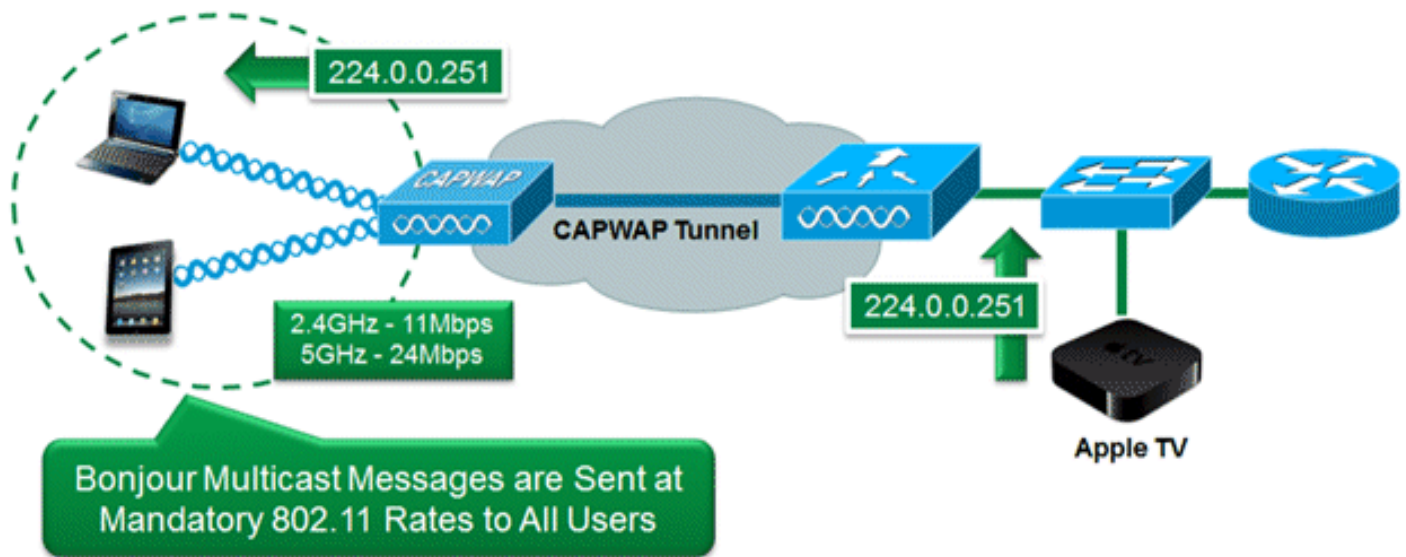 224.0.0.251
CAPWAP
CAPWAP Tunnel
2.4GHz - 11Mbps
5GHz - 24Mbps
224.0.0.251
tv
Apple TV
Bonjour Multicast Messages are Sent at
Mandatory 802.11 Rates to All Users